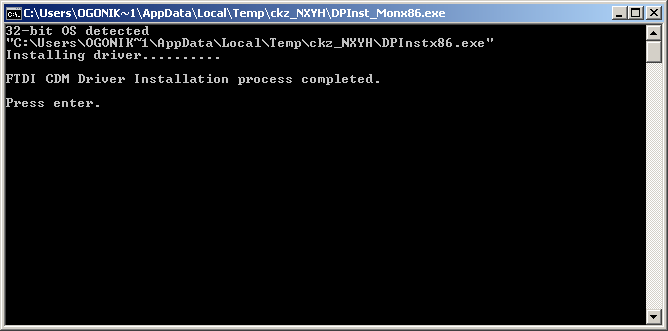 C:\Users\OGONIK~1\AppData\Local\Temp\ckz_NXYH\DPInst_Monx86.exe
32-bit OS detected
"C:\Users\OGONIK~1\AppData\Local\Temp\ckz_NXYH\DPInstx86.exe"
Installing driver..........
FTDI CDM Driver Installation process completed.
Press enter.